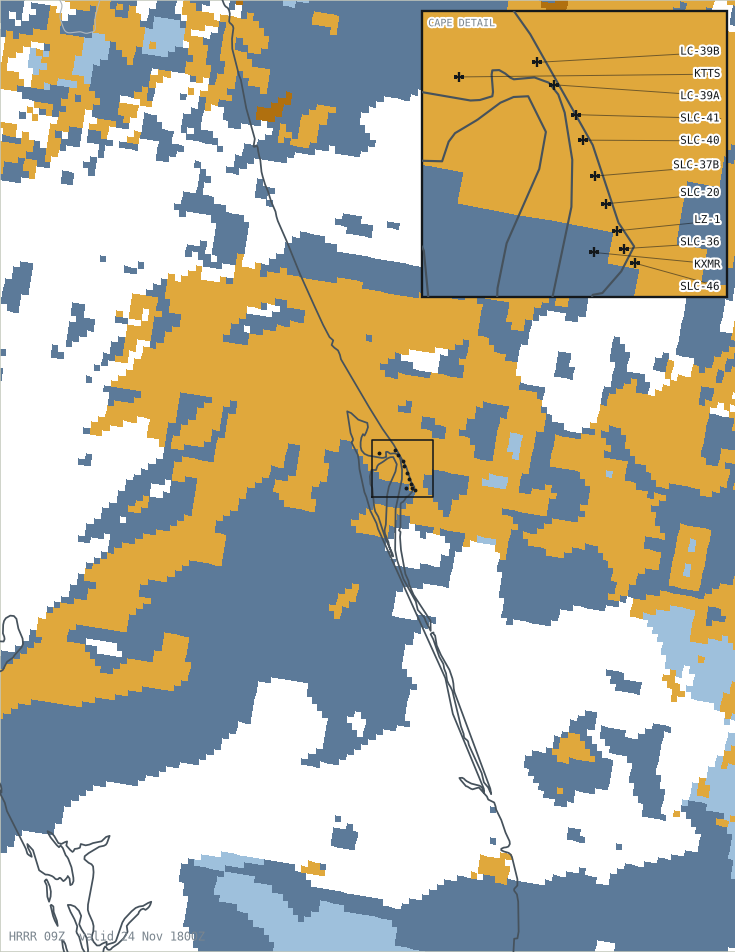 CAPE DETAIL
LC-39B
KTTS
LC-39A
SLC-41
SLC-40
SLC-37B
SLC-20
LZ-1
SLC-36
KXMR
SLC-46
HRRR 09Z valid 24 Nov 1800Z